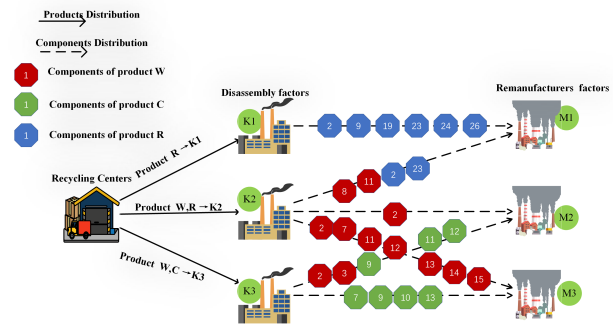 Products Distribution
Components Distribution
1 Components of product W
1 Components of product C
1 Components of product R
Disassembly factors
Remanufacturers factors
Recycling Centers
Product R→K1
Product W,R→K2
Product W,C→K3
K1
2 9 19 23 24 26
M1
K2
8 11 2 23
2
2 7 11 12 13 14 15
M2
K3
2 3 9 11 12
7 9 10 13
M3